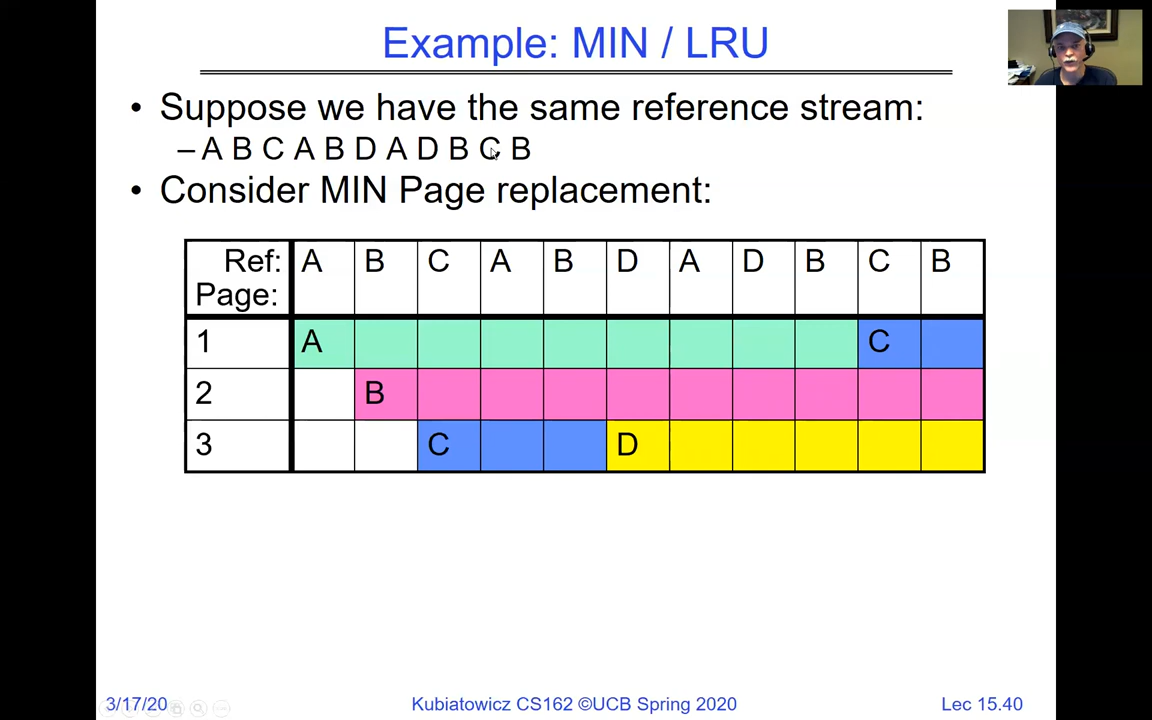 Example: MIN / LRU
• Suppose we have the same reference stream:
– A B C A B D A D B C B
• Consider MIN Page replacement:
Ref: A B C A B D A D B C B
Page:
1 A C
2 B
3 C D
3/17/20 Kubiatowicz CS162 ©UCB Spring 2020 Lec 15.40